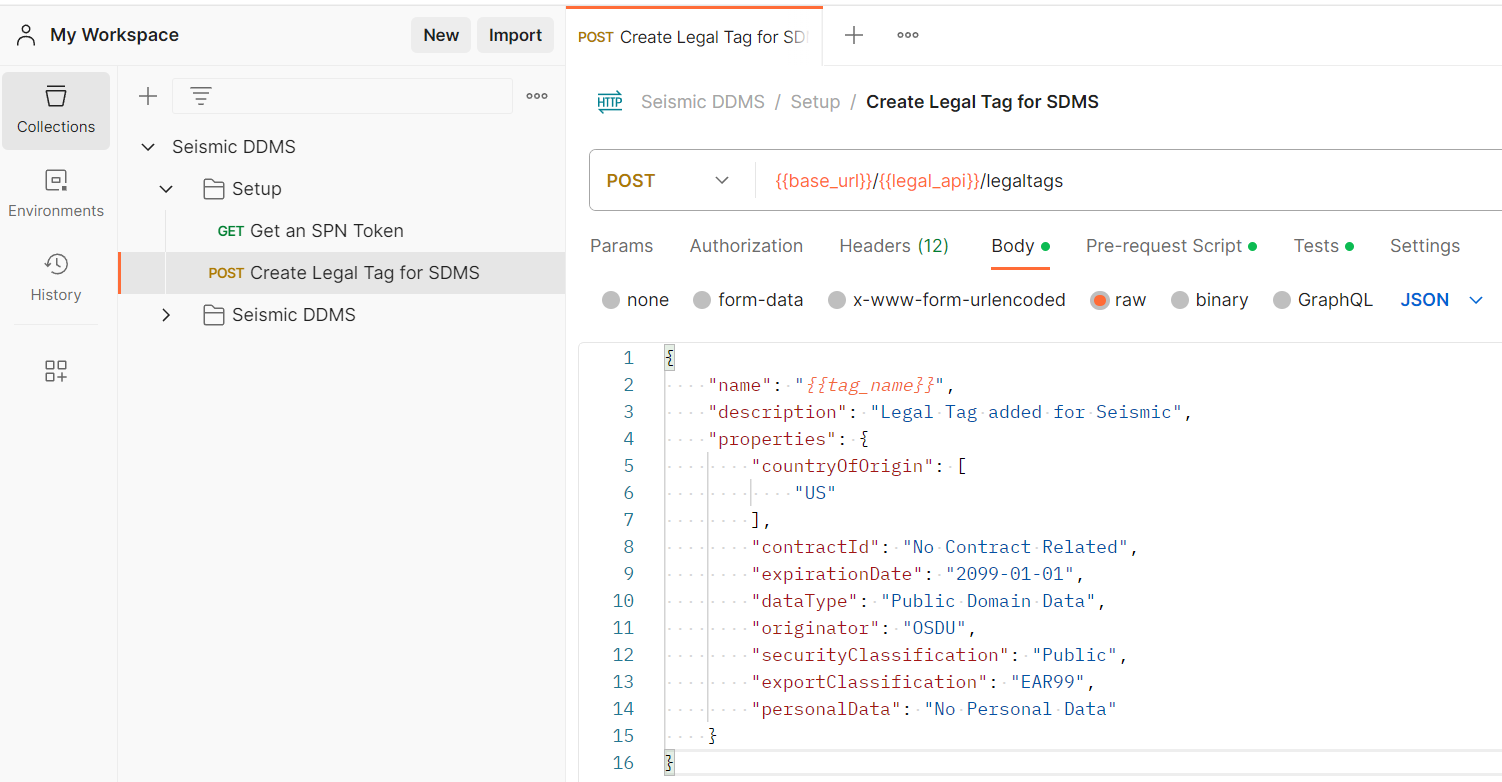 My Workspace
New
Import
Collections
Environments
History
Seismic DDMS
Setup
GET Get an SPN Token
POST Create Legal Tag for SDMS
Seismic DDMS
POST Create Legal Tag for SD
HTTP Seismic DDMS / Setup / Create Legal Tag for SDMS
POST {{base_url}}/{{legal_api}}/legaltags
Params Authorization Headers (12) Body Pre-request Script Tests Settings
none form-data x-www-form-urlencoded raw binary GraphQL JSON
1 {
2 "name": "{{tag_name}}",
3 "description": "Legal Tag added for Seismic",
4 "properties": {
5 "countryOfOrigin": [
6 "US"
7 ],
8 "contractId": "No Contract Related",
9 "expirationDate": "2099-01-01",
10 "dataType": "Public Domain Data",
11 "originator": "OSDU",
12 "securityClassification": "Public",
13 "exportClassification": "EAR99",
14 "personalData": "No Personal Data"
15 }
16 }